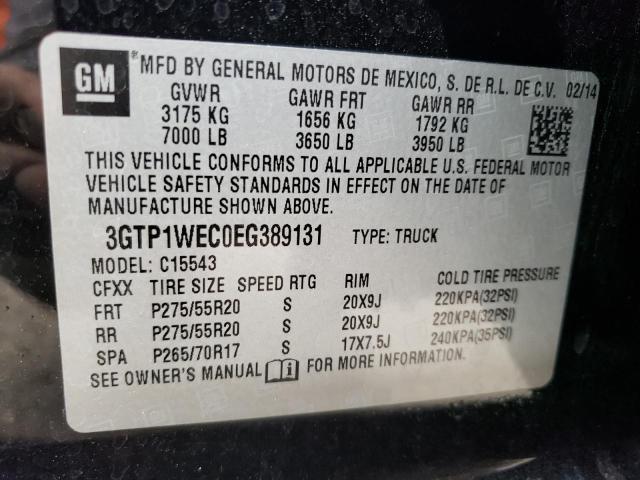 GM
® MFD BY GENERAL MOTORS DE MEXICO, S. DE R.L. DE C.V. 02/14
GVWR GAWR FRT GAWR RR
3175 KG 1656 KG 1792 KG
7000 LB 3650 LB 3950 LB
THIS VEHICLE CONFORMS TO ALL APPLICABLE U.S. FEDERAL MOTOR
VEHICLE SAFETY STANDARDS IN EFFECT ON THE DATE OF
MANUFACTURE SHOWN ABOVE.
3GTP1WEC0EG389131 TYPE: TRUCK
MODEL: C15543
CFXX TIRE SIZE SPEED RTG RIM COLD TIRE PRESSURE
FRT P275/55R20 S 20X9J 220KPA(32PSI)
RR P275/55R20 S 20X9J 220KPA(32PSI)
SPA P265/70R17 S 17X7.5J 240KPA(35PSI)
SEE OWNER'S MANUAL FOR MORE INFORMATION.